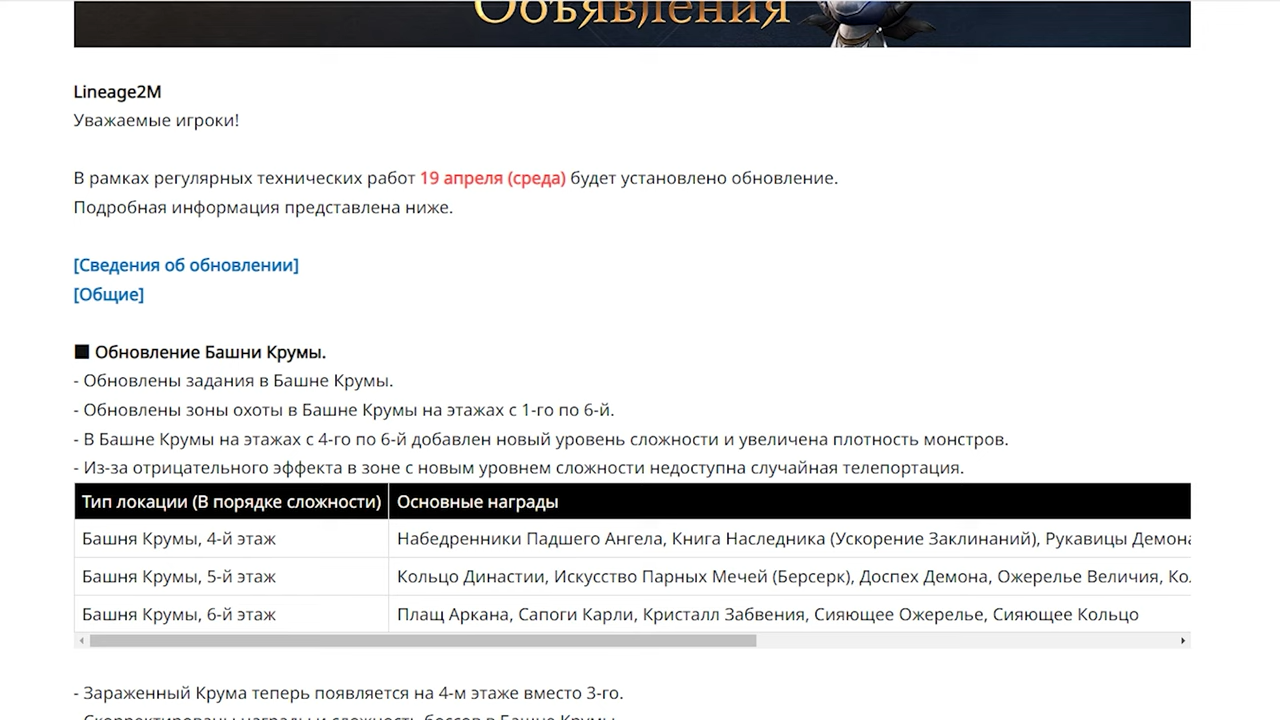 Объявления
Lineage2M
Уважаемые игроки!
В рамках регулярных технических работ 19 апреля (среда) будет установлено обновление.
Подробная информация представлена ниже.
[Сведения об обновлении]
[Общие]
■ Обновление Башни Крумы.
- Обновлены задания в Башне Крумы.
- Обновлены зоны охоты в Башне Крумы на этажах с 1-го по 6-й.
- В Башне Крумы на этажах с 4-го по 6-й добавлен новый уровень сложности и увеличена плотность монстров.
- Из-за отрицательного эффекта в зоне с новым уровнем сложности недоступна случайная телепортация.
Тип локации (В порядке сложности) Основные награды
Башня Крумы, 4-й этаж Набедренники Падшего Ангела, Книга Наследника (Ускорение Заклинаний), Рукавицы Демона
Башня Крумы, 5-й этаж Кольцо Династии, Искусство Парных Мечей (Берсерк), Доспех Демона, Ожерелье Величия,
Башня Крумы, 6-й этаж Плащ Аркана, Сапоги Карли, Кристалл Забвения, Сияющее Ожерелье, Сияющее Кольцо
- Зараженный Крума теперь появляется на 4-м этаже вместо 3-го.
- Скорректированы награды и сложность боссов в Башне Крумы.